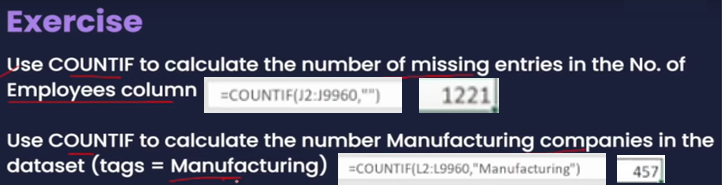 Exercise
Use COUNTIF to calculate the number of missing entries in the No. of
Employees column =COUNTIF(J2:J9960,"") 1221
Use COUNTIF to calculate the number Manufacturing companies in the
dataset (tags = Manufacturing) =COUNTIF(L2:L9960,"Manufacturing") 457